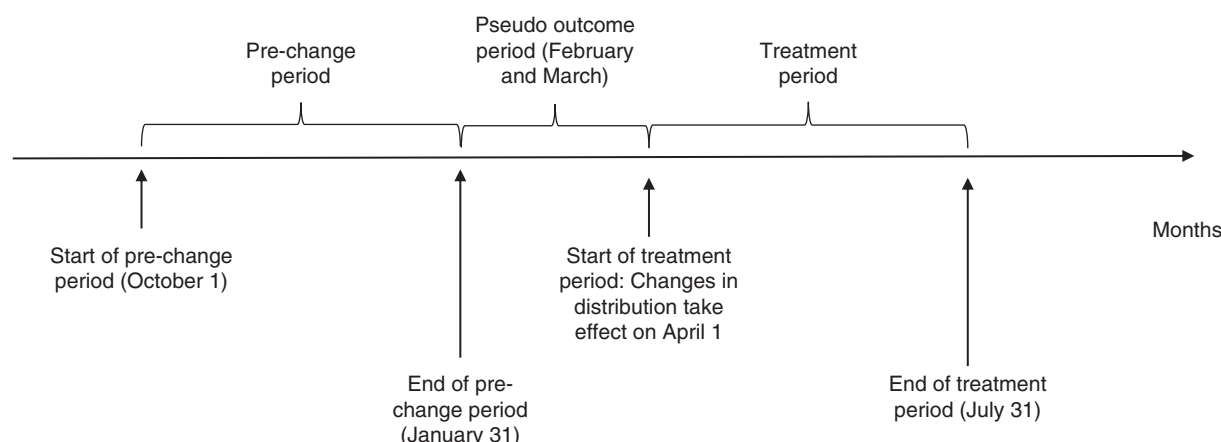 Pre-change
period
Pseudo outcome
period (February
and March)
Treatment
period
Months
Start of pre-change
period (October 1)
End of pre-
change period
(January 31)
Start of treatment
period: Changes in
distribution take
effect on April 1
End of treatment
period (July 31)